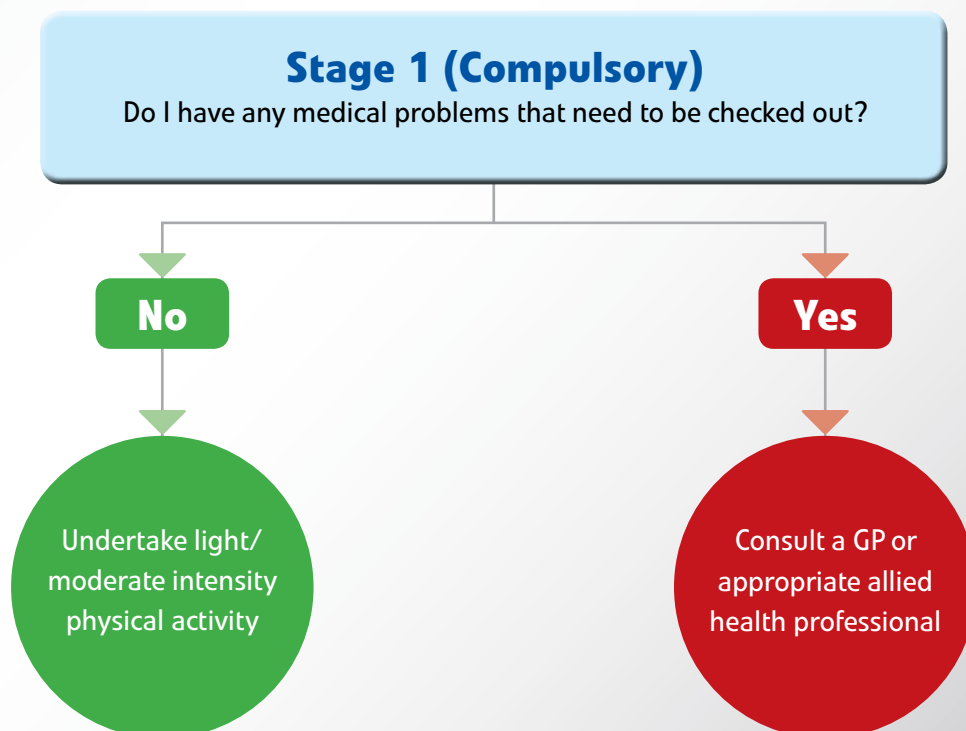 Stage 1 (Compulsory)
Do I have any medical problems that need to be checked out?
No
Yes
Undertake light/
moderate intensity
physical activity
Consult a GP or
appropriate allied
health professional